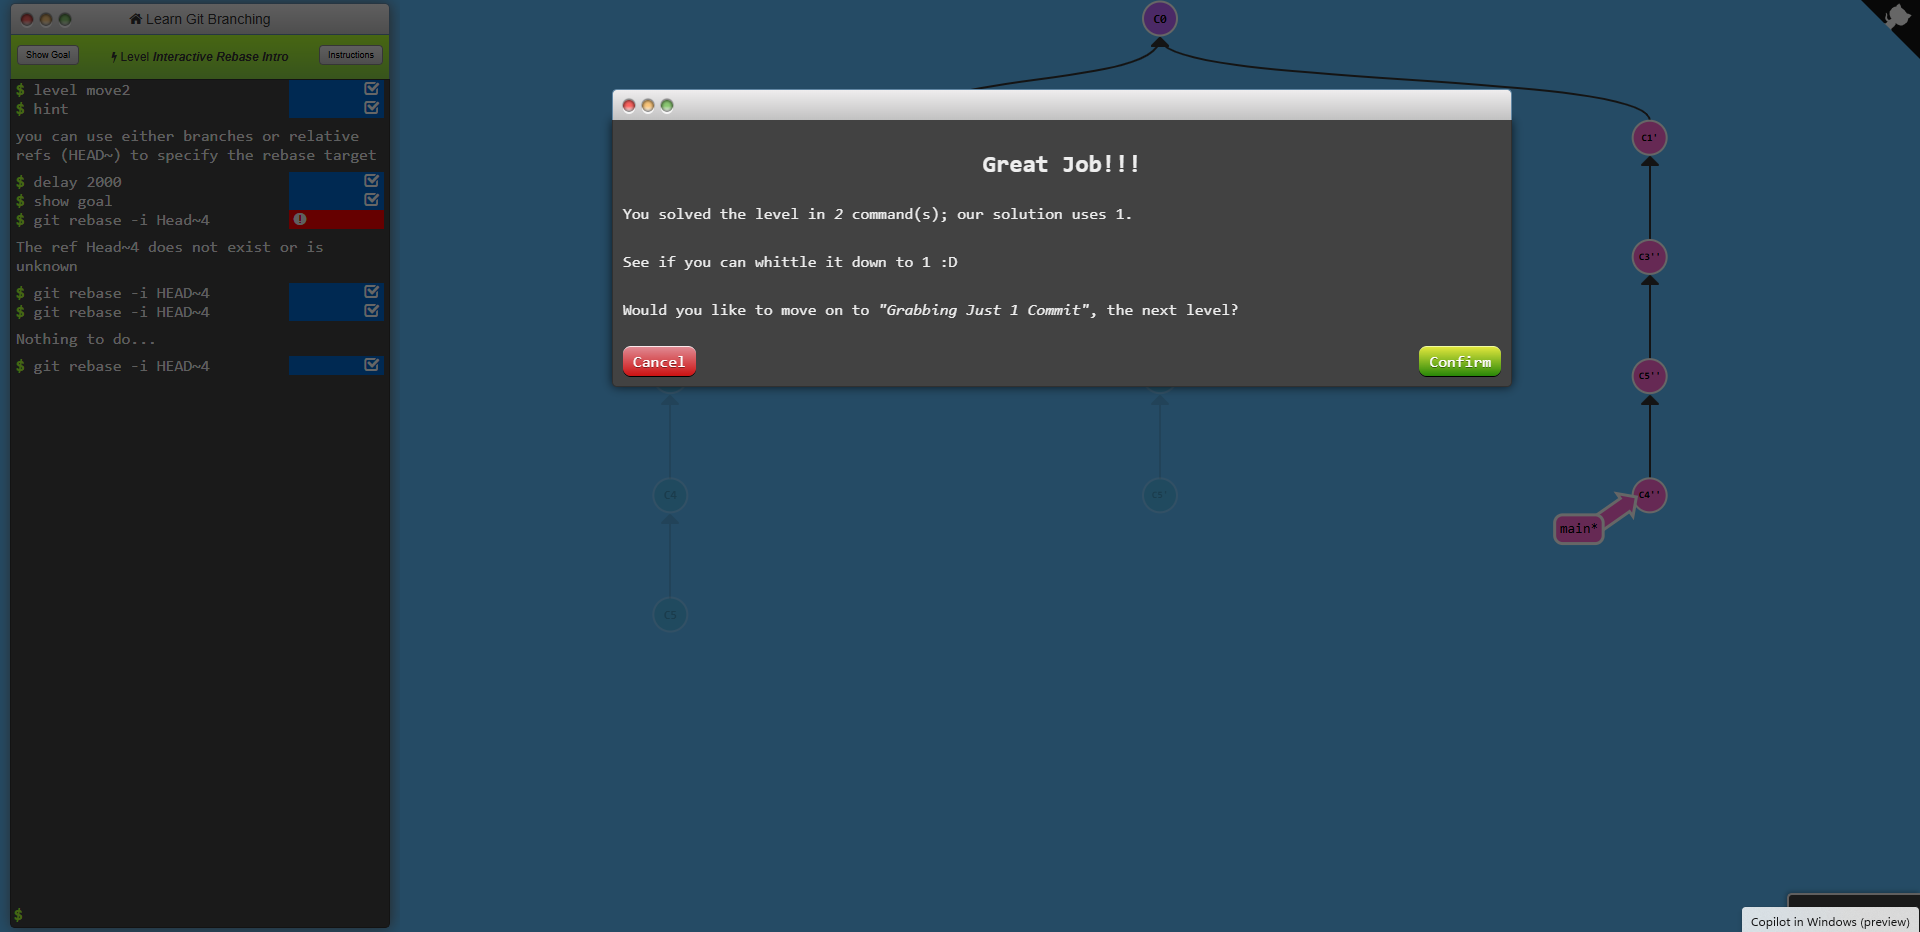 Learn Git Branching
Show Goal
Level Interactive Rebase Intro
Instructions
$ level move2
$ hint
you can use either branches or relative
refs (HEAD~) to specify the rebase target
$ delay 2000
$ show goal
$ git rebase -i Head~4
The ref Head~4 does not exist or is
unknown
$ git rebase -i HEAD~4
$ git rebase -i HEAD~4
Nothing to do...
$ git rebase -i HEAD~4
$
C0
Great Job!!!
You solved the level in 2 command(s); our solution uses 1.
See if you can whittle it down to 1 :D
Would you like to move on to "Grabbing Just 1 Commit", the next level?
Cancel
Confirm
C1'
C3''
C5''
C4''
main*
C4
C5
Copilot in Windows (preview)